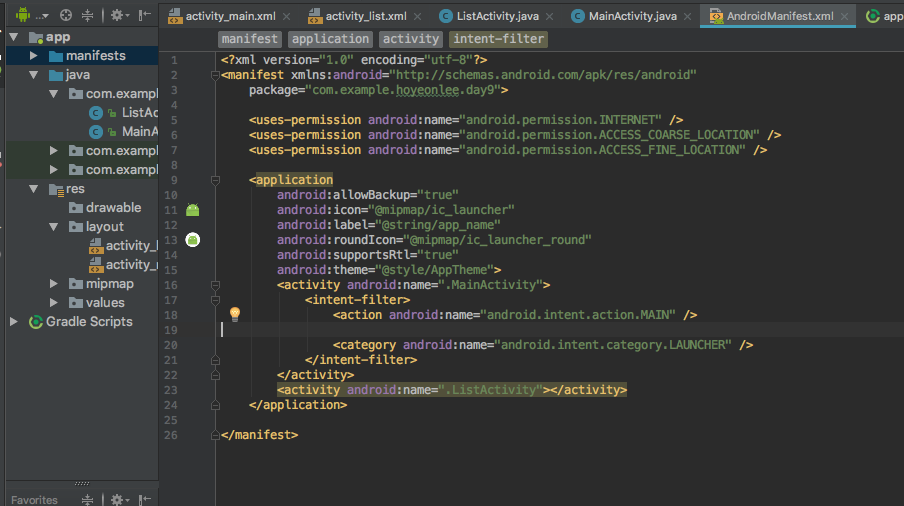 activity_main.xml activity_list.xml ListActivity.java MainActivity.java AndroidManifest.xml app
manifest application activity intent-filter
app
manifests
java
com.exampl
ListAc
MainA
com.exampl
com.exampl
res
drawable
layout
activity_l
mipmap
values
Gradle Scripts
1 <?xml version="1.0" encoding="utf-8"?>
2 <manifest xmlns:android="http://schemas.android.com/apk/res/android"
3 package="com.example.hoyeonlee.day9">
4
5 <uses-permission android:name="android.permission.INTERNET" />
6 <uses-permission android:name="android.permission.ACCESS_COARSE_LOCATION" />
7 <uses-permission android:name="android.permission.ACCESS_FINE_LOCATION" />
8
9 <application
10 android:allowBackup="true"
11 android:icon="@mipmap/ic_launcher"
12 android:label="@string/app_name"
13 android:roundIcon="@mipmap/ic_launcher_round"
14 android:supportsRtl="true"
15 android:theme="@style/AppTheme">
16 <activity android:name=".MainActivity">
17 <intent-filter>
18 <action android:name="android.intent.action.MAIN" />
19
20 <category android:name="android.intent.category.LAUNCHER" />
21 </intent-filter>
22 </activity>
23 <activity android:name=".ListActivity"></activity>
24 </application>
25
26 </manifest>
Favorites